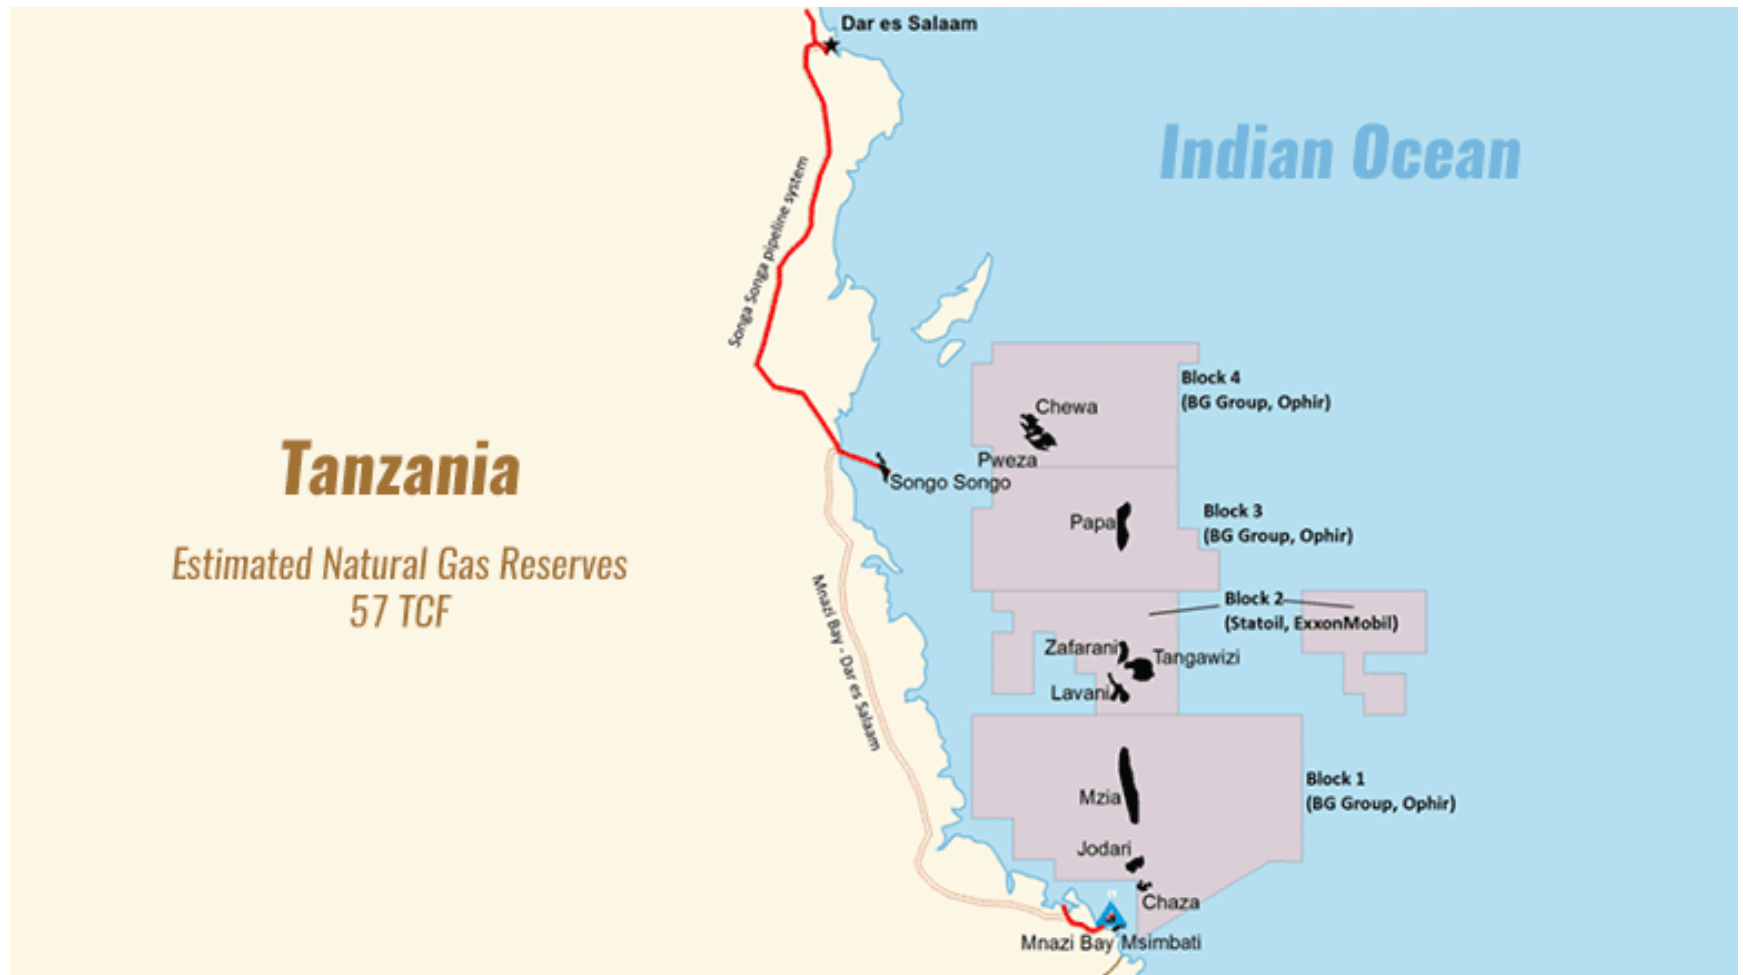 Dar es Salaam
Indian Ocean
Songa Songa pipeline system
Block 4
(BG Group, Ophir)
Chewa
Pweza
Songo Songo
Tanzania
Estimated Natural Gas Reserves
57 TCF
Papa
Block 3
(BG Group, Ophir)
Mnazi Bay - Dar es Salaam
Block 2
(Statoil, ExxonMobil)
Zafarani
Tangawizi
Lavani
Block 1
(BG Group, Ophir)
Mzia
Jodari
Chaza
Mnazi Bay
Msimbati